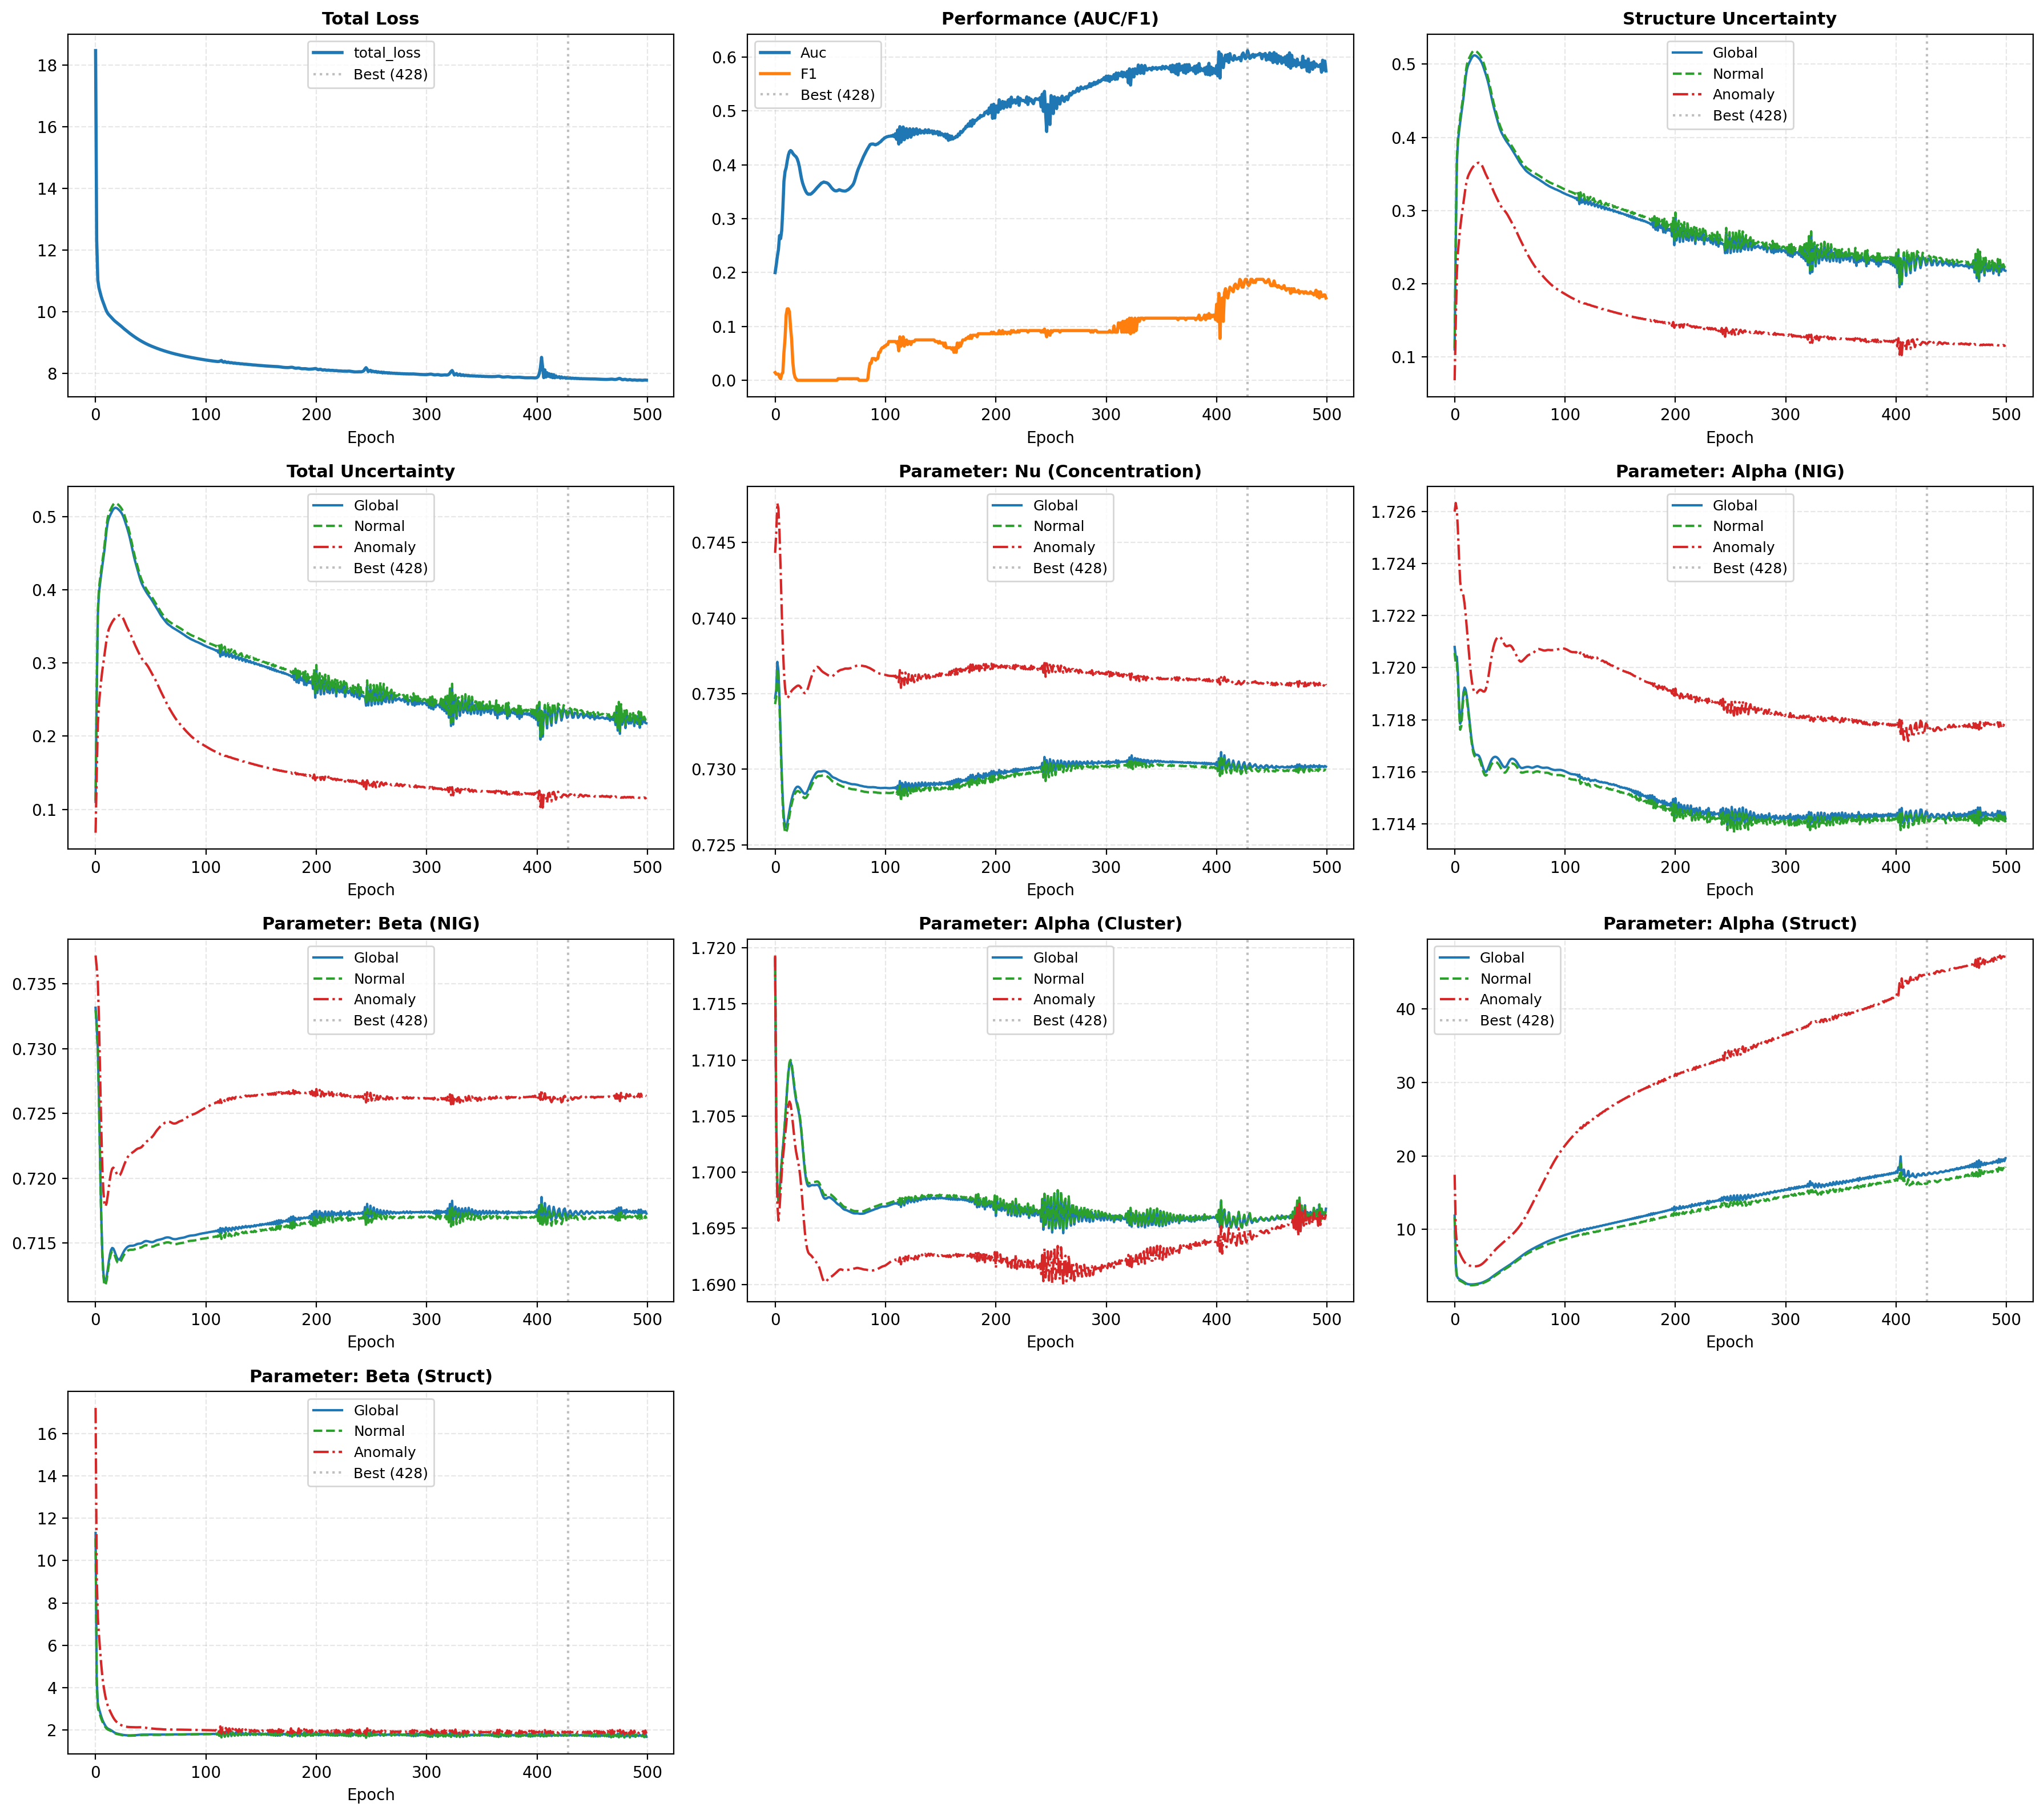 Total Loss
18
16
14
12
10
8
total_loss
Best (428)
0 100 200 300 400 500
Epoch
Performance (AUC/F1)
0.6
0.5
0.4
0.3
0.2
0.1
0.0
Auc
F1
Best (428)
0 100 200 300 400 500
Epoch
Structure Uncertainty
0.5
0.4
0.3
0.2
0.1
Global
Normal
Anomaly
Best (428)
0 100 200 300 400 500
Epoch
Total Uncertainty
0.5
0.4
0.3
0.2
0.1
Global
Normal
Anomaly
Best (428)
0 100 200 300 400 500
Epoch
Parameter: Nu (Concentration)
0.745
0.740
0.735
0.730
0.725
Global
Normal
Anomaly
Best (428)
0 100 200 300 400 500
Epoch
Parameter: Alpha (NIG)
1.726
1.724
1.722
1.720
1.718
1.716
1.714
Global
Normal
Anomaly
Best (428)
0 100 200 300 400 500
Epoch
Parameter: Beta (NIG)
0.735
0.730
0.725
0.720
0.715
Global
Normal
Anomaly
Best (428)
0 100 200 300 400 500
Epoch
Parameter: Alpha (Cluster)
1.720
1.715
1.710
1.705
1.700
1.695
1.690
Global
Normal
Anomaly
Best (428)
0 100 200 300 400 500
Epoch
Parameter: Alpha (Struct)
40
30
20
10
Global
Normal
Anomaly
Best (428)
0 100 200 300 400 500
Epoch
Parameter: Beta (Struct)
16
14
12
10
8
6
4
2
Global
Normal
Anomaly
Best (428)
0 100 200 300 400 500
Epoch